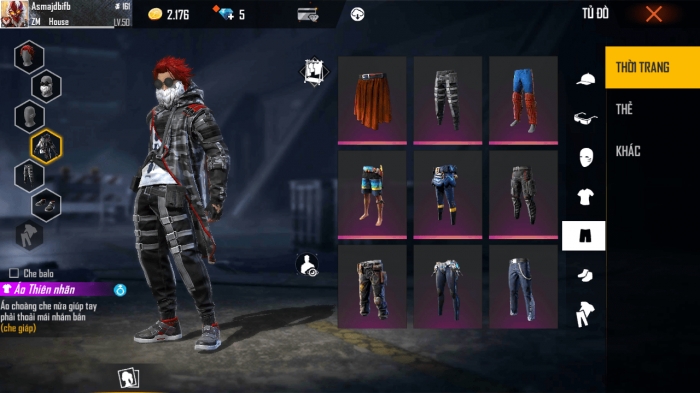 Asmajdbifb
# 161
ZM House
LV.50
2.176
5
TỦ ĐỒ
THỜI TRANG
THẺ
KHÁC
Che balo
Áo Thiên nhãn
Áo choàng che nửa giúp tay
phải thoải mái nhắm bắn
(che giáp)